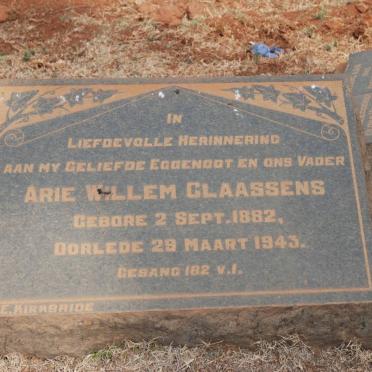 IN
LIEFDEVOLLE HERINNERING
AAN MY GELIEFDE EGGENOOT EN ONS VADER
ARIE WILLEM CLAASSENS
GEBORE 2 SEPT. 1882,
OORLEDE 29 MAART 1943.
GESANG 182 V.1.
KIRKBRIDE